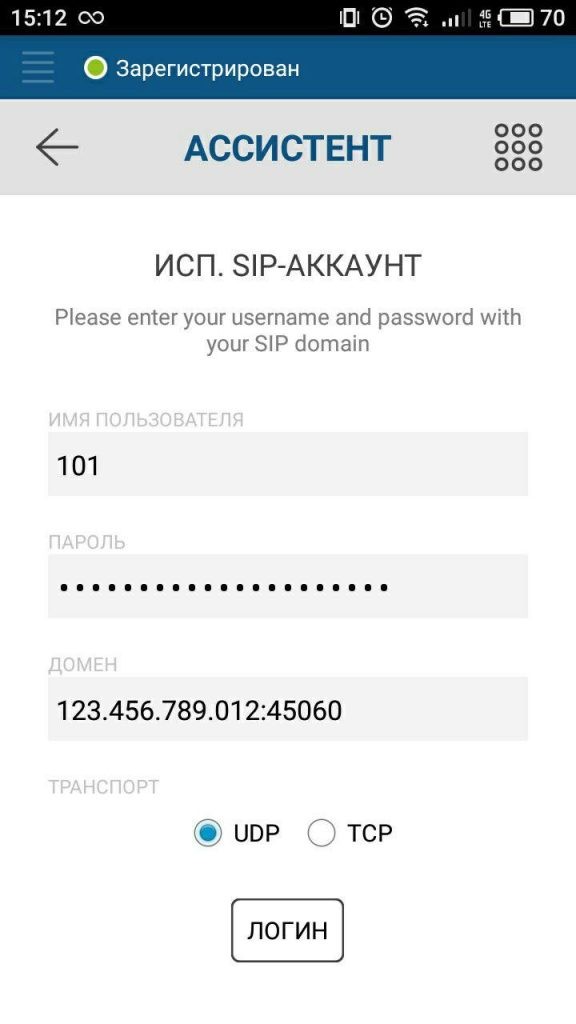 15:12 4G LTE 70
Зарегистрирован
АССИСТЕНТ
ИСП. SIP-АККАУНТ
Please enter your username and password with
your SIP domain
ИМЯ ПОЛЬЗОВАТЕЛЯ
101
ПАРОЛЬ
•••••••••••••••••••••
ДОМЕН
123.456.789.012:45060
ТРАНСПОРТ
UDP TCP
ЛОГИН